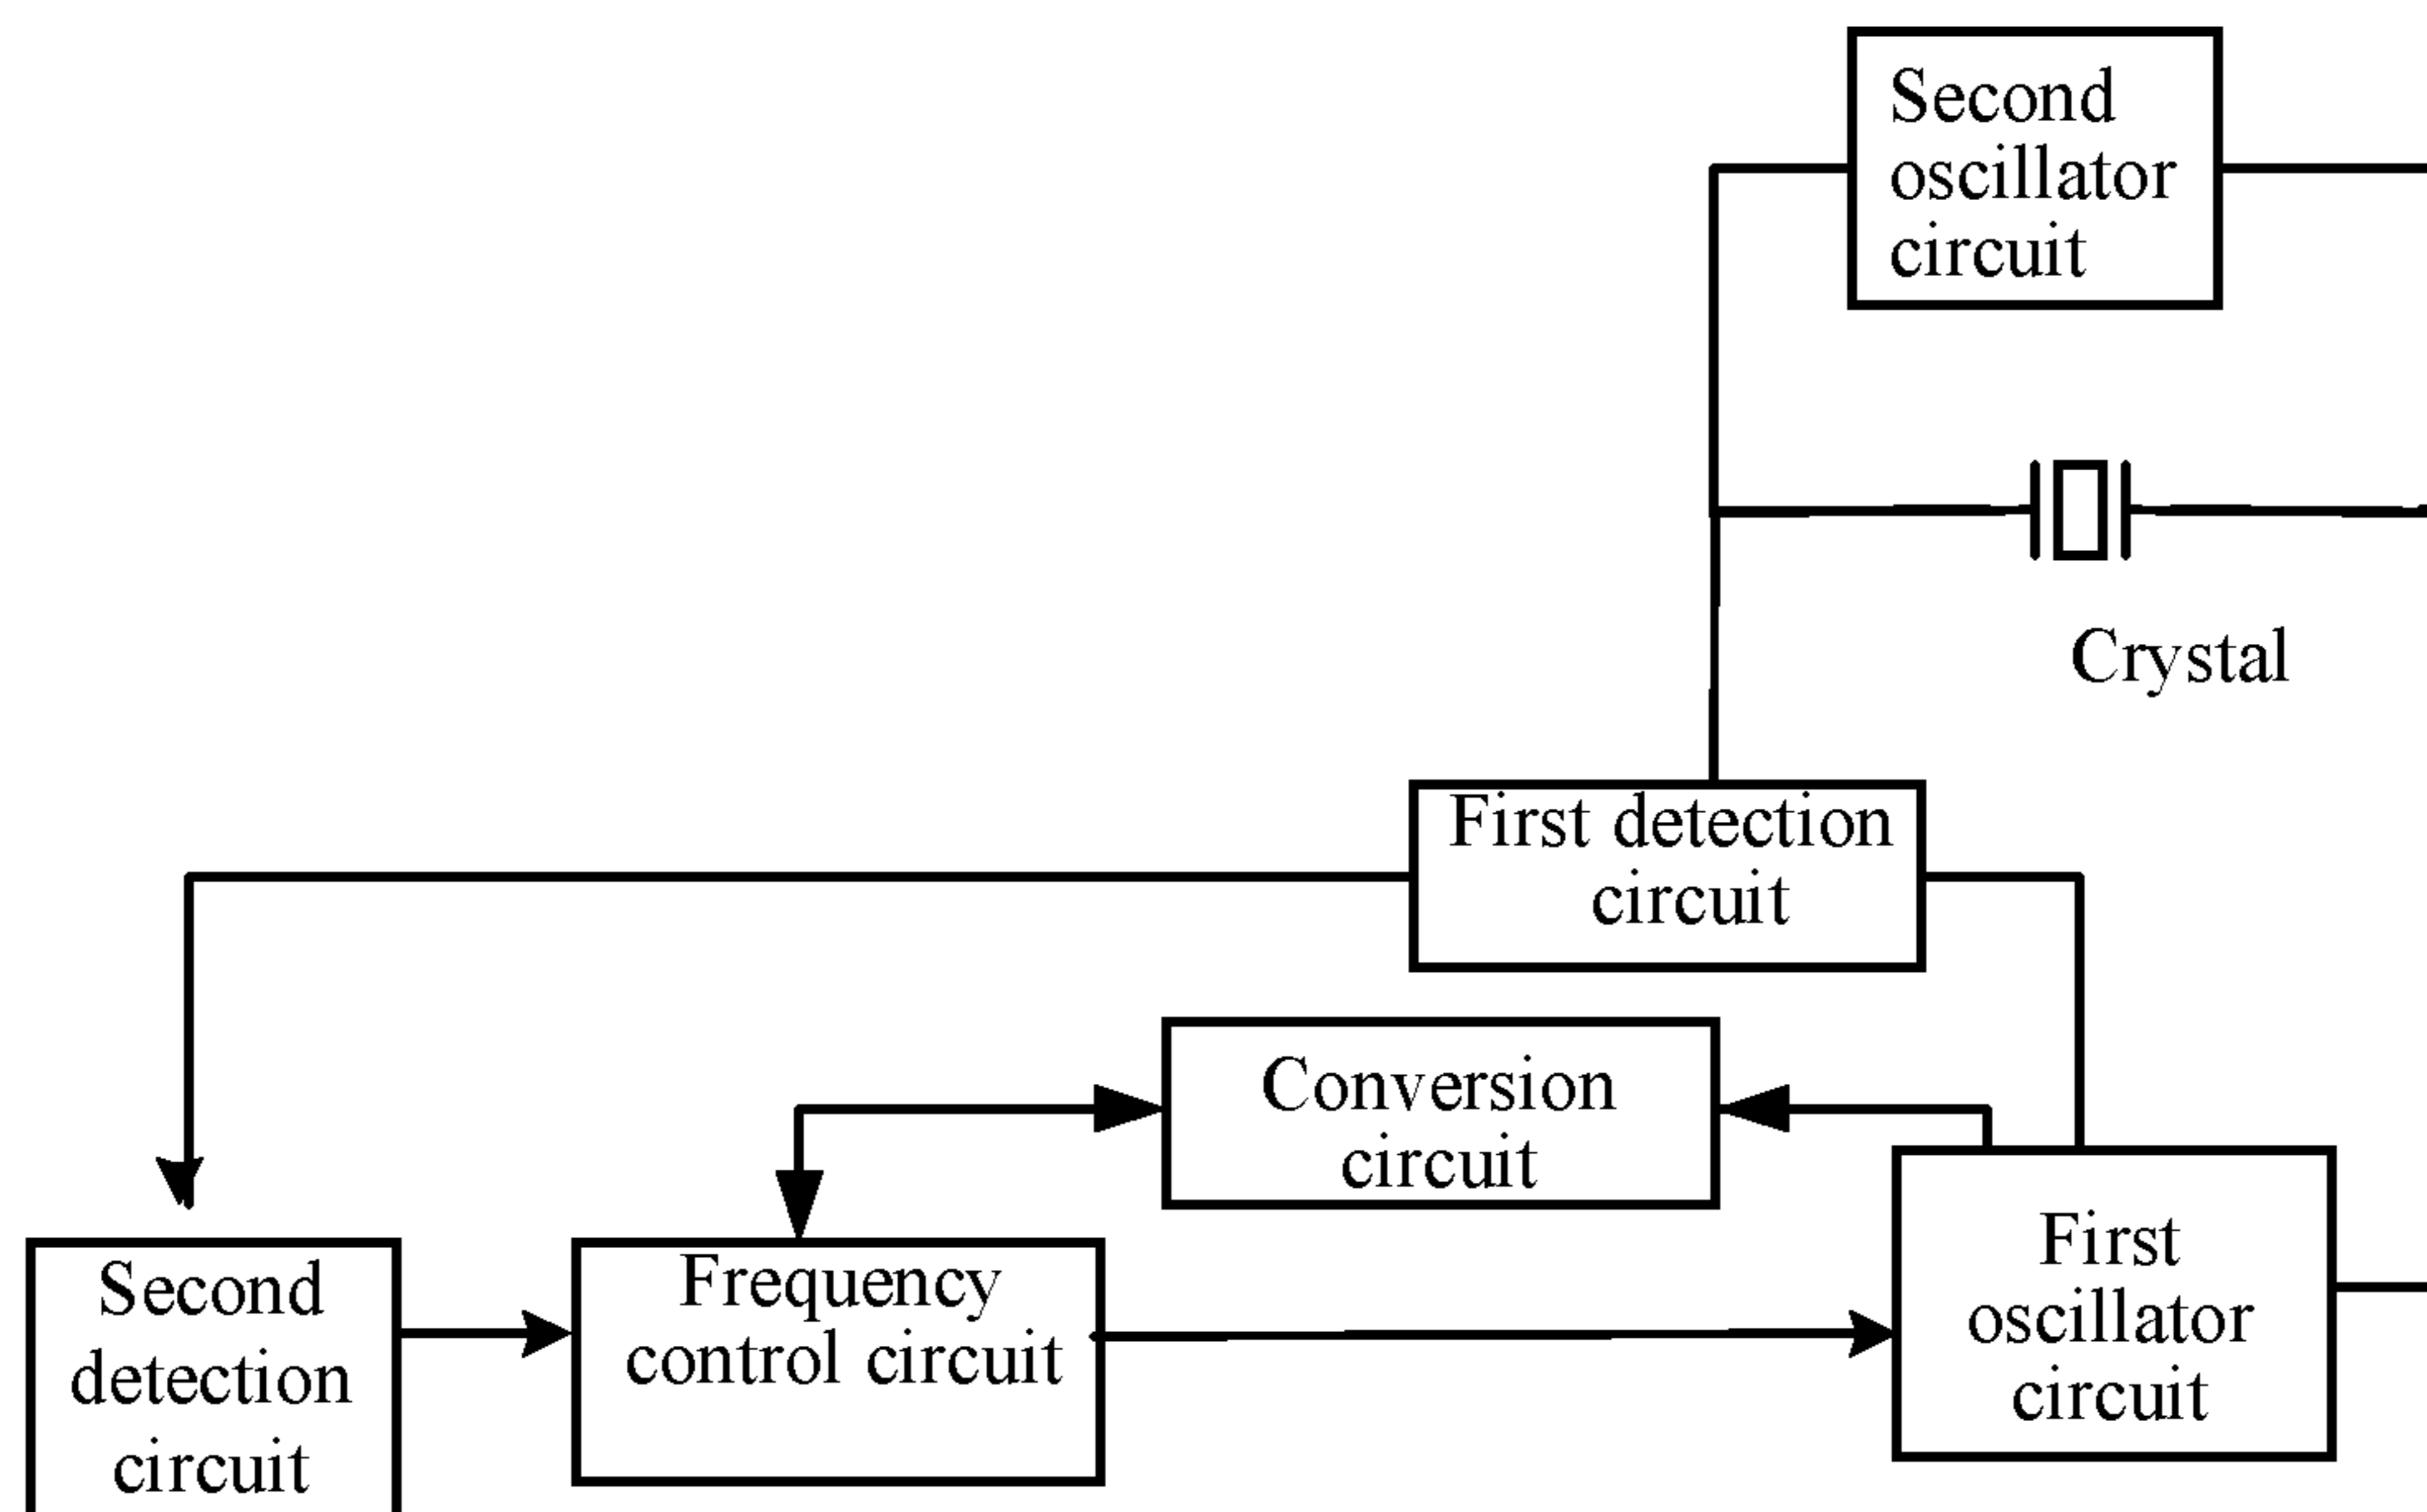 Second
oscillator
circuit
Crystal
First detection
circuit
Conversion
circuit
First
oscillator
circuit
Frequency
control circuit
Second
detection
circuit